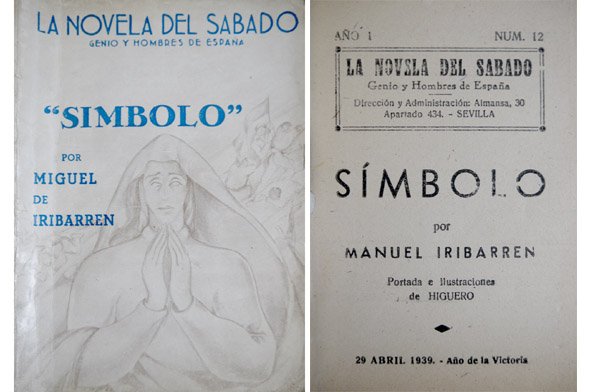 LA NOVELA DEL SABADO
GENIO Y HOMBRES DE ESPAÑA
"SIMBOLO"
POR
MIGUEL
DE
IRIBARREN
AÑO I NUM. 12
LA NOVELA DEL SABADO
Genio y Hombres de España
Dirección y Administración: Almansa, 30
Apartado 434. - SEVILLA
SÍMBOLO
por
MANUEL IRIBARREN
Portada e ilustraciones
de HIGUERO
29 ABRIL 1939. - Año de la Victoria